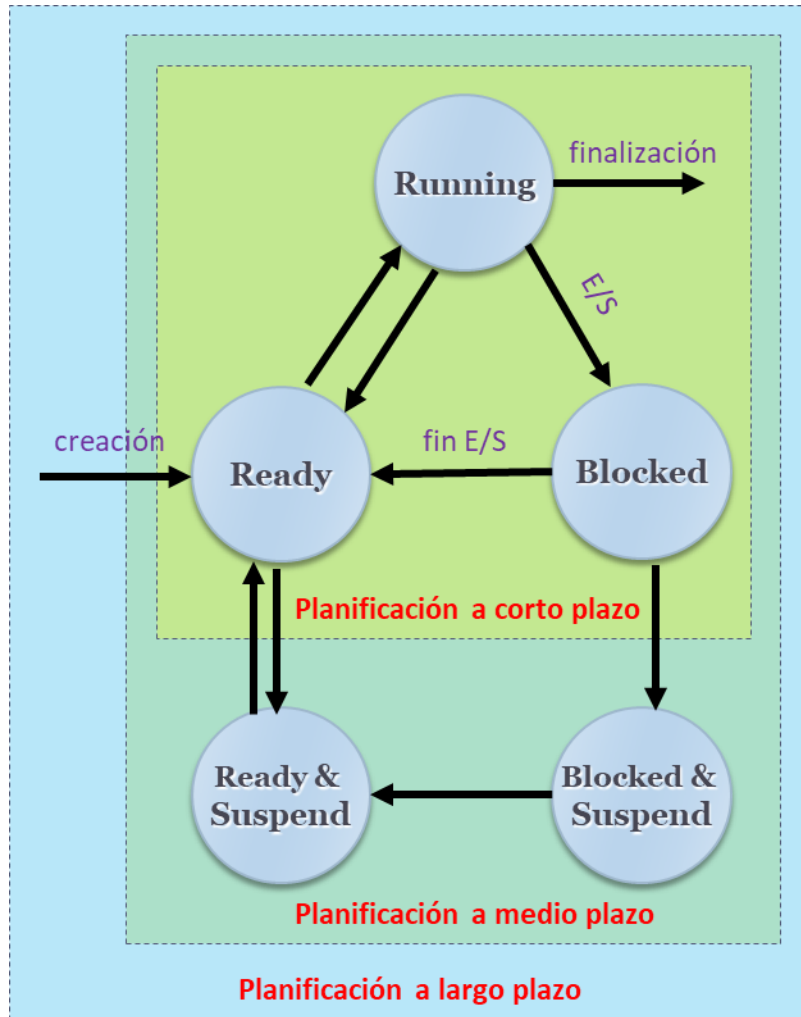 Running
finalización
E/S
creación
Ready
fin E/S
Blocked
Planificación a corto plazo
Ready &
Suspend
Blocked &
Suspend
Planificación a medio plazo
Planificación a largo plazo